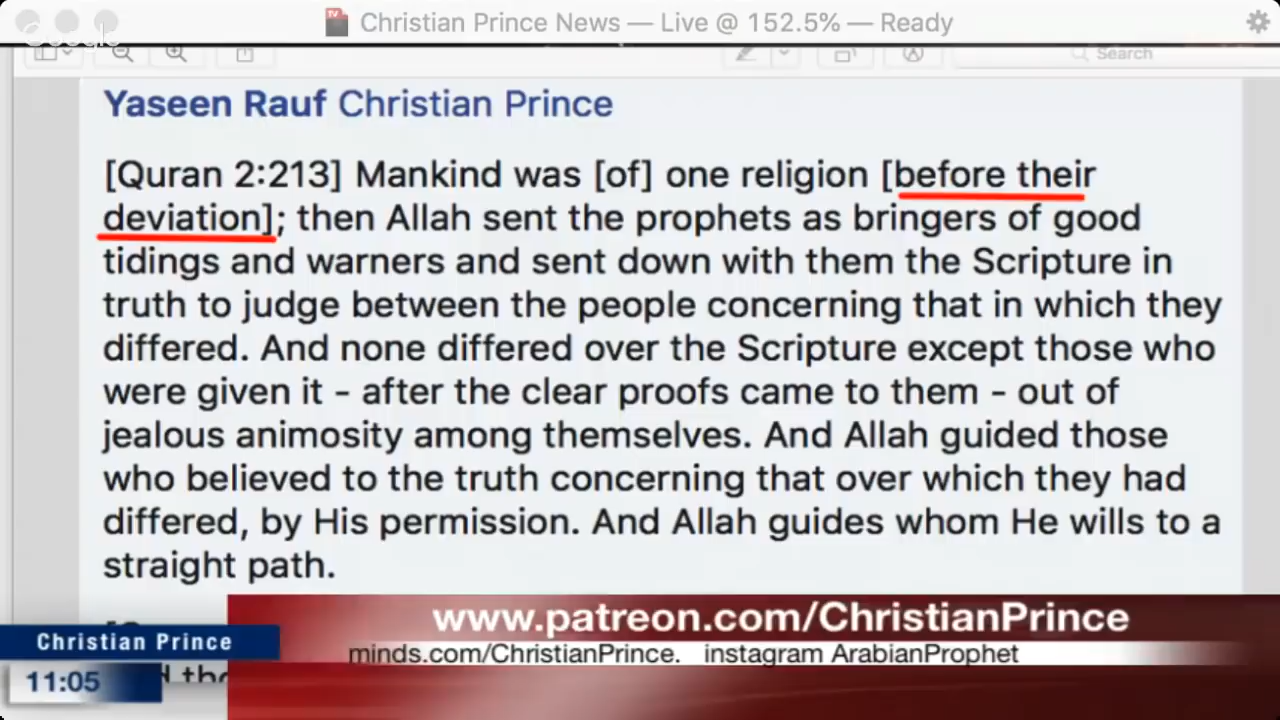 Christian Prince News — Live @ 152.5% — Ready
Google
Search
Yaseen Rauf Christian Prince
[Quran 2:213] Mankind was [of] one religion [before their
deviation]; then Allah sent the prophets as bringers of good
tidings and warners and sent down with them the Scripture in
truth to judge between the people concerning that in which they
differed. And none differed over the Scripture except those who
were given it - after the clear proofs came to them - out of
jealous animosity among themselves. And Allah guided those
who believed to the truth concerning that over which they had
differed, by His permission. And Allah guides whom He wills to a
straight path.
www.patreon.com/ChristianPrince
Christian Prince
minds.com/ChristianPrince. instagram ArabianProphet
11:05